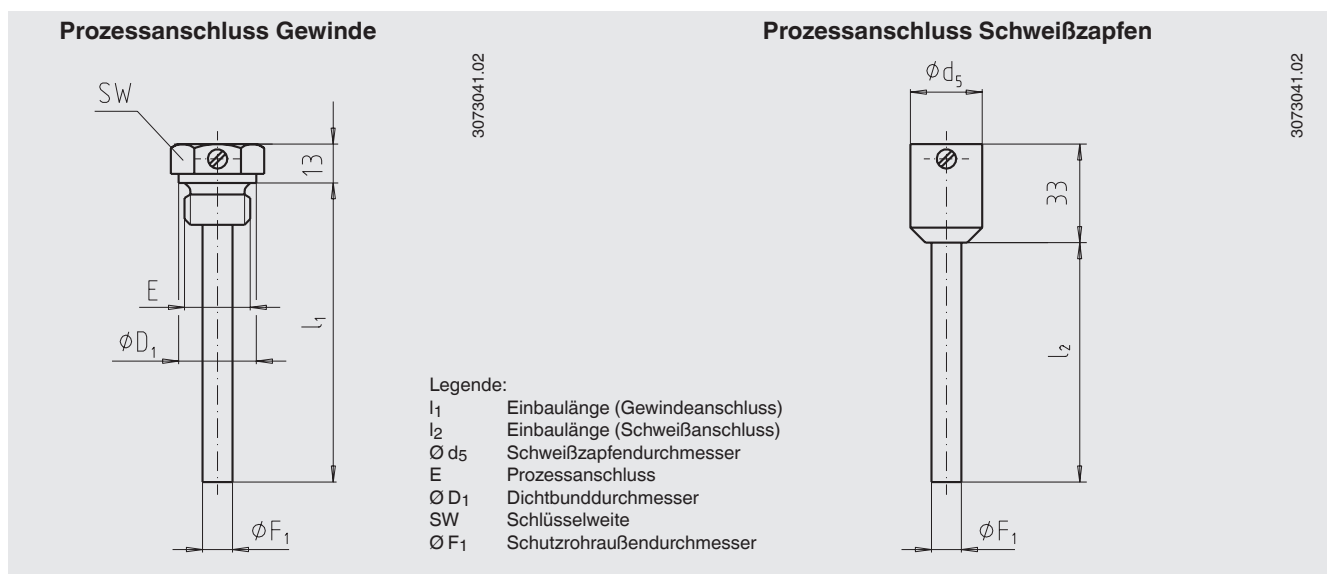 Prozessanschluss Gewinde
SW
13
E
l₁
ØD₁
ØF₁
3073041.02
Legende:
l1 Einbaulänge (Gewindeanschluss)
l2 Einbaulänge (Schweißanschluss)
Ø d5 Schweißzapfendurchmesser
E Prozessanschluss
Ø D1 Dichtbunddurchmesser
SW Schlüsselweite
Ø F1 Schutzrohraußendurchmesser
Prozessanschluss Schweißzapfen
Ød₅
33
l₂
ØF₁
3073041.02